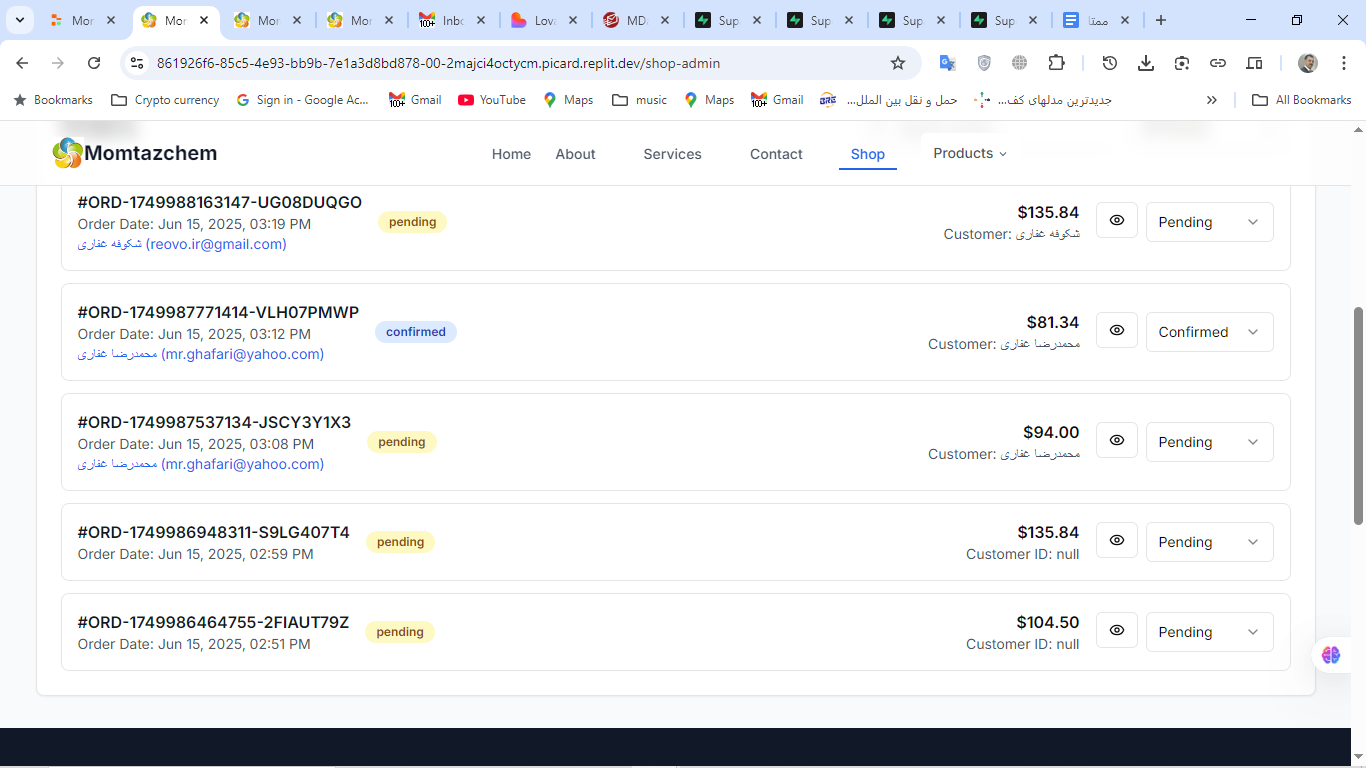 Mor
Mor
Mor
Mor
Inbo
Lova
MD
Sup
Sup
Sup
Sup
ممتا
861926f6-85c5-4e93-bb9b-7e1a3d8bd878-00-2majci4octycm.picard.replit.dev/shop-admin
Bookmarks
Crypto currency
Sign in - Google Ac...
Gmail
YouTube
Maps
music
Maps
Gmail
حمل و نقل بین الملل...
جدیدترین مدلهای کف...
All Bookmarks
Momtazchem
Home
About
Services
Contact
Shop
Products
#ORD-1749988163147-UG08DUQGO
Order Date: Jun 15, 2025, 03:19 PM
شکوفه غفاری (reovo.ir@gmail.com)
pending
$135.84
Customer: شکوفه غفاری
Pending
#ORD-1749987771414-VLH07PMWP
Order Date: Jun 15, 2025, 03:12 PM
محمدرضا غفاری (mr.ghafari@yahoo.com)
confirmed
$81.34
Customer: محمدرضا غفاری
Confirmed
#ORD-1749987537134-JSCY3Y1X3
Order Date: Jun 15, 2025, 03:08 PM
محمدرضا غفاری (mr.ghafari@yahoo.com)
pending
$94.00
Customer: محمدرضا غفاری
Pending
#ORD-1749986948311-S9LG407T4
Order Date: Jun 15, 2025, 02:59 PM
pending
$135.84
Customer ID: null
Pending
#ORD-1749986464755-2FIAUT79Z
Order Date: Jun 15, 2025, 02:51 PM
pending
$104.50
Customer ID: null
Pending